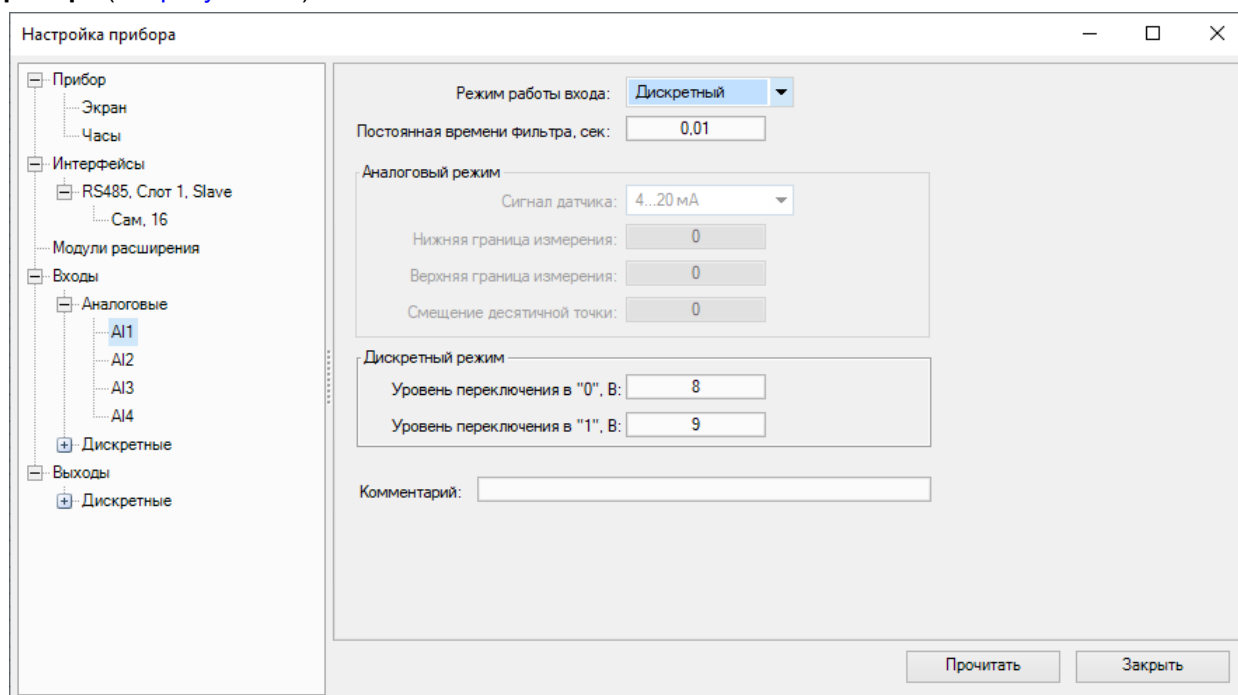 Настройка прибора
Прибор
Экран
Часы
Интерфейсы
RS485, Слот 1, Slave
Сам, 16
Модули расширения
Входы
Аналоговые
AI1
AI2
AI3
AI4
Дискретные
Выходы
Дискретные
Режим работы входа: Дискретный
Постоянная времени фильтра, сек: 0,01
Аналоговый режим
Сигнал датчика: 4...20 мА
Нижняя граница измерения: 0
Верхняя граница измерения: 0
Смещение десятичной точки: 0
Дискретный режим
Уровень переключения в "0", В: 8
Уровень переключения в "1", В: 9
Комментарий:
Прочитать Закрыть